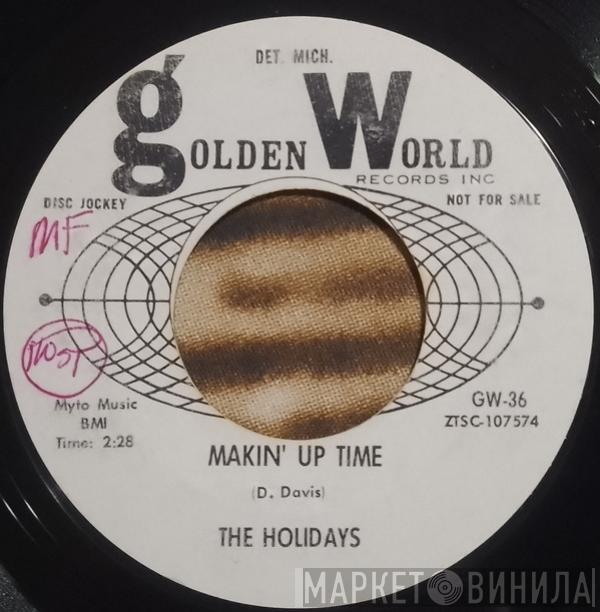 DET. MICH.
golden World
RECORDS INC
DISC JOCKEY
NOT FOR SALE
MF
Myto Music
BMI
Time: 2:28
GW-36
ZTSC-107574
MAKIN' UP TIME
(D. Davis)
THE HOLIDAYS
МАРКЕТ ВИНИЛА